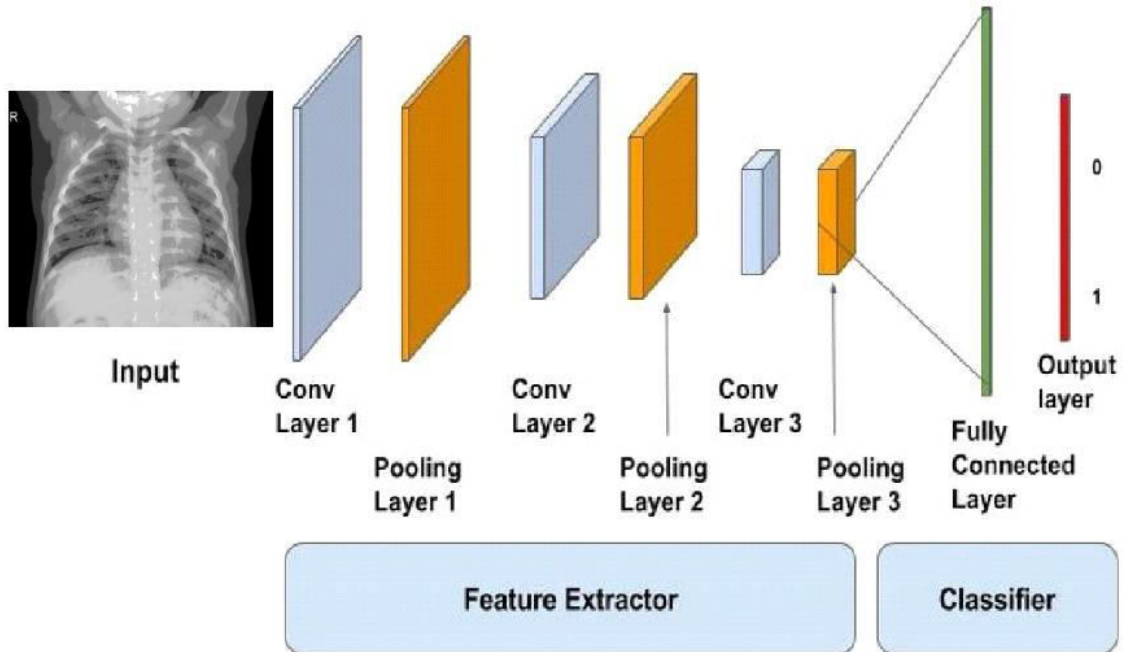 R
Input
Conv
Layer 1
Pooling
Layer 1
Conv
Layer 2
Pooling
Layer 2
Conv
Layer 3
Pooling
Layer 3
Fully
Connected
Layer
0
1
Output
layer
Feature Extractor
Classifier